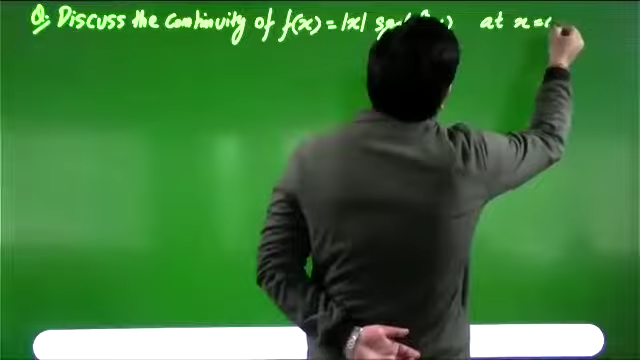 Q. Discuss the continuity of f(x) = |x| at x =